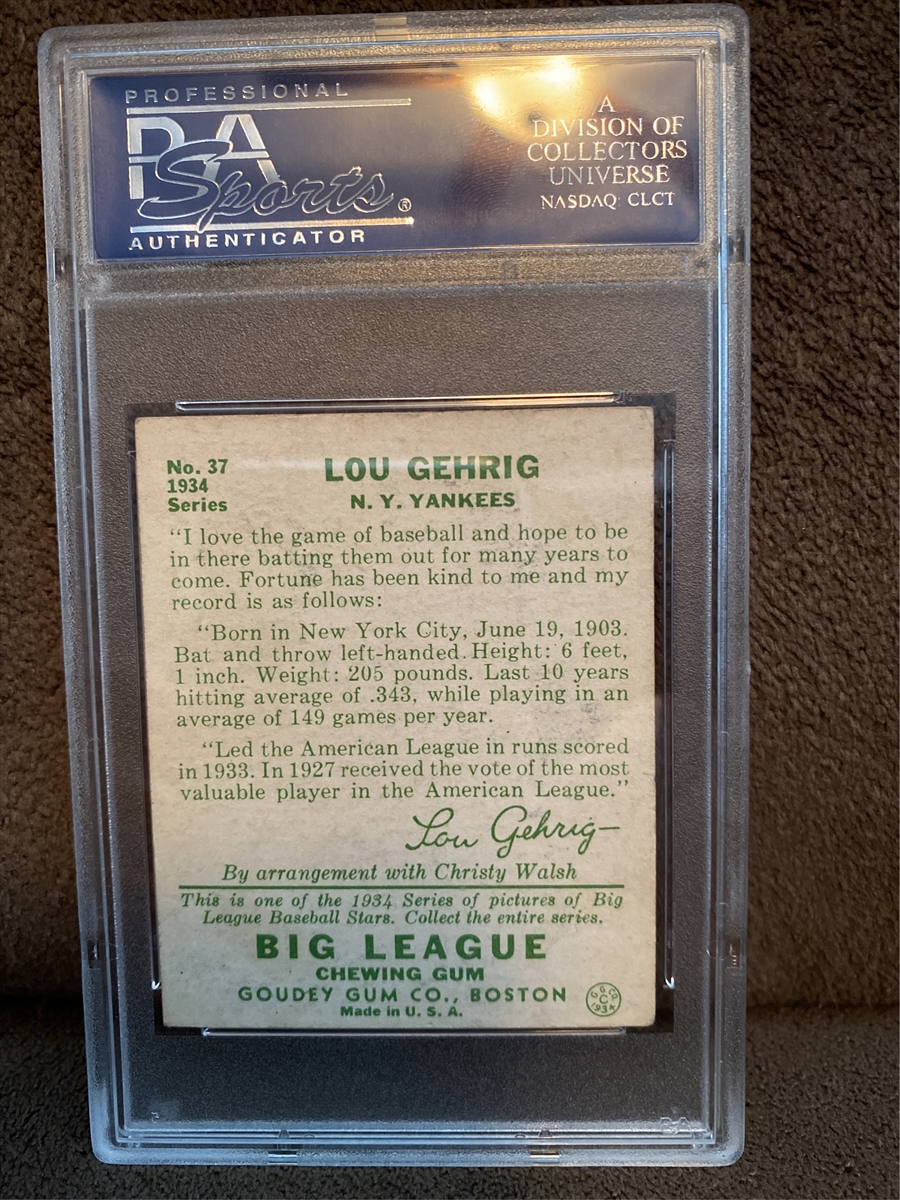 PROFESSIONAL
PSA
Sports®
AUTHENTICATOR
A
DIVISION OF
COLLECTORS
UNIVERSE
NASDAQ: CLCT
No. 37
1934
Series
LOU GEHRIG
N. Y. YANKEES
"I love the game of baseball and hope to be
in there batting them out for many years to
come. Fortune has been kind to me and my
record is as follows:
"Born in New York City, June 19, 1903.
Bat and throw left-handed. Height: 6 feet,
1 inch. Weight: 205 pounds. Last 10 years
hitting average of .343, while playing in an
average of 149 games per year.
"Led the American League in runs scored
in 1933. In 1927 received the vote of the most
valuable player in the American League."
Lou Gehrig
By arrangement with Christy Walsh
This is one of the 1934 Series of pictures of Big
League Baseball Stars. Collect the entire series.
BIG LEAGUE
CHEWING GUM
GOUDEY GUM CO., BOSTON
Made in U. S. A.
G. G. CO.
C
1934